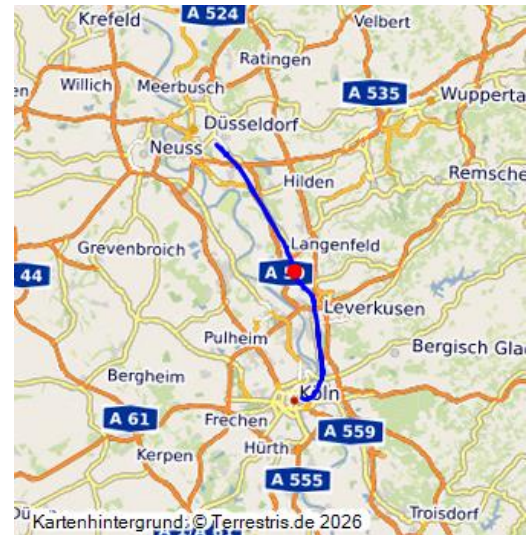 Krefeld
A 524
Velbert
Ratingen
Willich
Meerbusch
A 535
Wupperta
Düsseldorf
Neuss
Remsche
Hilden
Grevenbroich
Langenfeld
44
A 5
Leverkusen
Pulheim
Bergisch Glad
Bergheim
Köln
A 61
Frechen
A 559
Kerpen
Hürth
A 555
Troisdorf
Kartenhintergrund: © Terrestris.de 2026